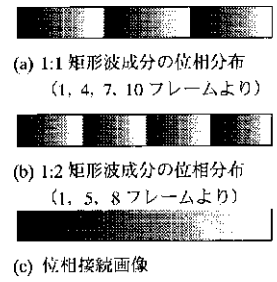 (a) 1:1 矩形波成分の位相分布
(1, 4, 7, 10 フレームより)
(b) 1:2 矩形波成分の位相分布
(1, 5, 8 フレームより)
(c) 位相接続画像